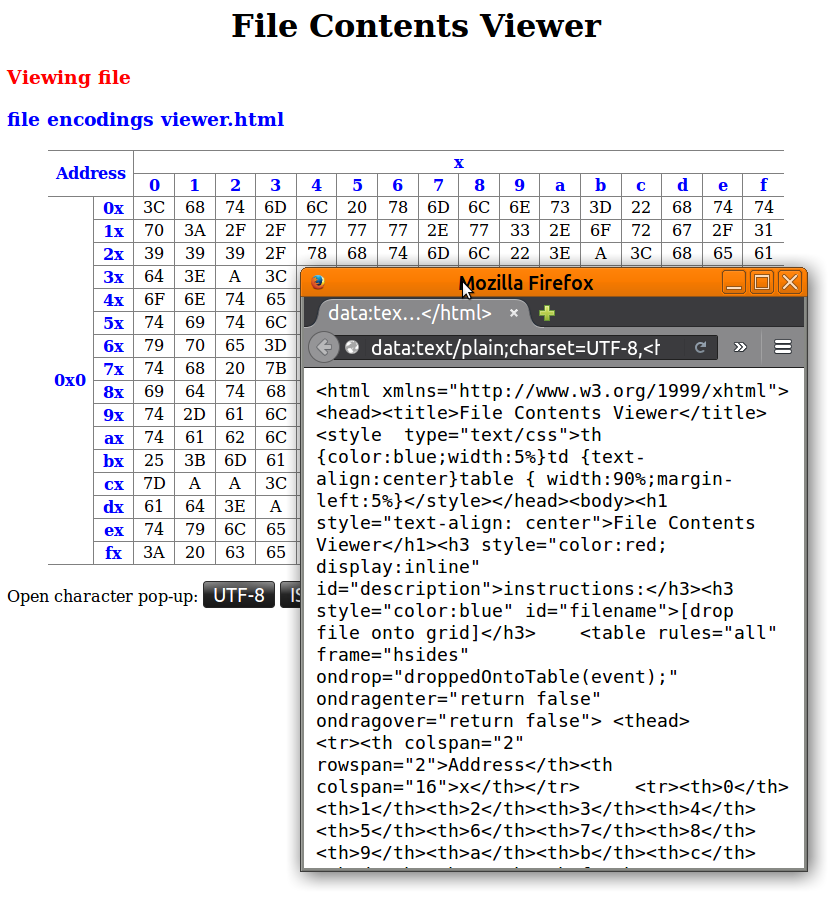 File Contents Viewer
Viewing file
file encodings viewer.html
Address x
0 1 2 3 4 5 6 7 8 9 a b c d e f
0x0
0x 3C 68 74 6D 6C 20 78 6D 6C 6E 73 3D 22 68 74 74
1x 70 3A 2F 2F 77 77 77 2E 77 33 2E 6F 72 67 2F 31
2x 39 39 39 2F 78 68 74 6D 6C 22 3E A 3C 68 65 61
3x 64 3E A 3C
4x 6F 6E 74 65
5x 74 69 74 6C
6x 79 70 65 3D
7x 74 68 20 7B
8x 69 64 74 68
9x 74 2D 61 6C
ax 74 61 62 6C
bx 25 3B 6D 61
cx 7D A A 3C
dx 61 64 3E A
ex 74 79 6C 65
fx 3A 20 63 65
Open character pop-up: UTF-8 IS
Mozilla Firefox
data:tex...</html>
data:text/plain;charset=UTF-8,<h
<html xmlns="http://www.w3.org/1999/xhtml">
<head><title>File Contents Viewer</title>
<style  type="text/css">th
{color:blue;width:5%}td {text-
align:center}table { width:90%;margin-
left:5%}</style></head><body><h1
style="text-align: center">File Contents
Viewer</h1><h3 style="color:red;
display:inline"
id="description">instructions:</h3><h3
style="color:blue" id="filename">[drop
file onto grid]</h3>    <table rules="all"
frame="hsides"
ondrop="droppedOntoTable(event);"
ondragenter="return false"
ondragover="return false"> <thead>
<tr><th colspan="2"
rowspan="2">Address</th><th
colspan="16">x</th></tr>     <tr><th>0</th>
<th>1</th><th>2</th><th>3</th><th>4</th>
<th>5</th><th>6</th><th>7</th><th>8</th>
<th>9</th><th>a</th><th>b</th><th>c</th>